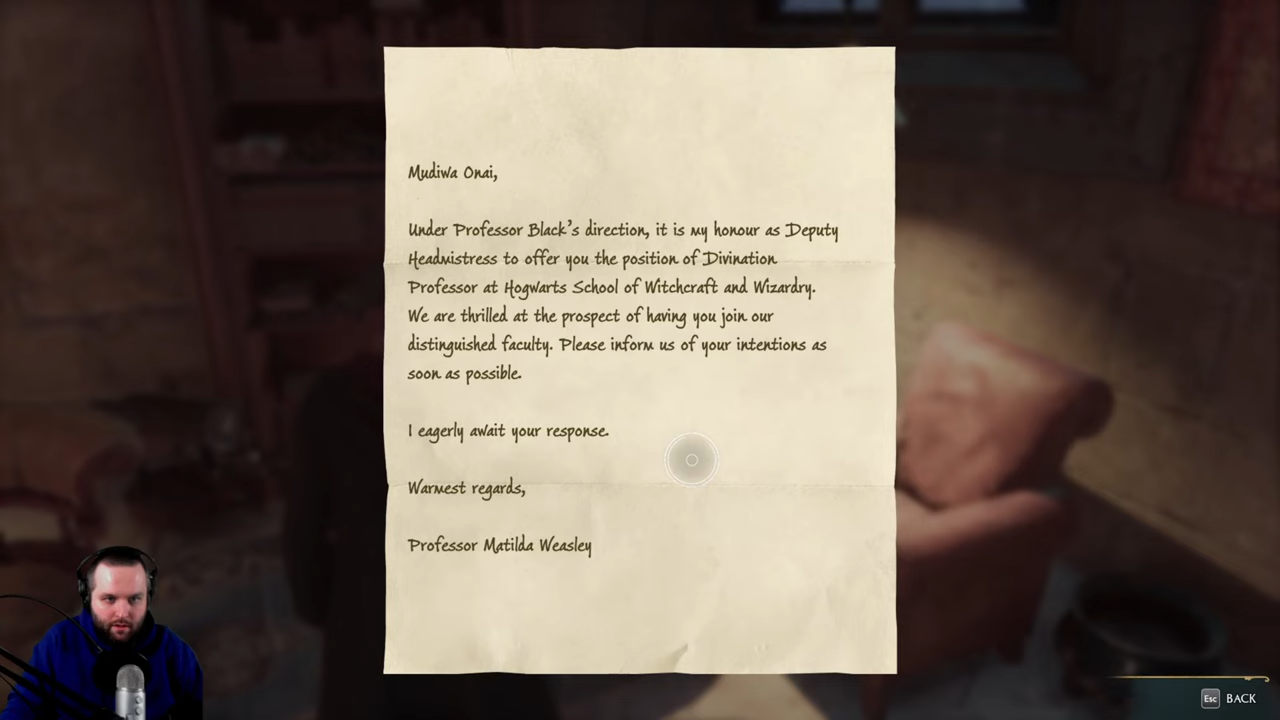 Mudiwa Onai,
Under Professor Black's direction, it is my honour as Deputy
Headmistress to offer you the position of Divination
Professor at Hogwarts School of Witchcraft and Wizardry.
We are thrilled at the prospect of having you join our
distinguished faculty. Please inform us of your intentions as
soon as possible.
I eagerly await your response.
Warmest regards,
Professor Matilda Weasley
Esc BACK